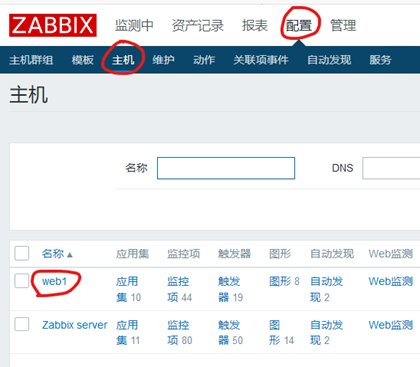 ZABBIX 监测中 资产记录 报表 配置 管理
主机群组 模板 主机 维护 动作 关联项事件 自动发现 服务
主机
名称 DNS
名称 应用集 监控项 触发器 图形 自动发现 Web监测
web1 应用集 10 监控项 44 触发器 19 图形 8 自动发现 2 Web监测
Zabbix server 应用集 11 监控项 80 触发器 50 图形 14 自动发现 2 Web监测